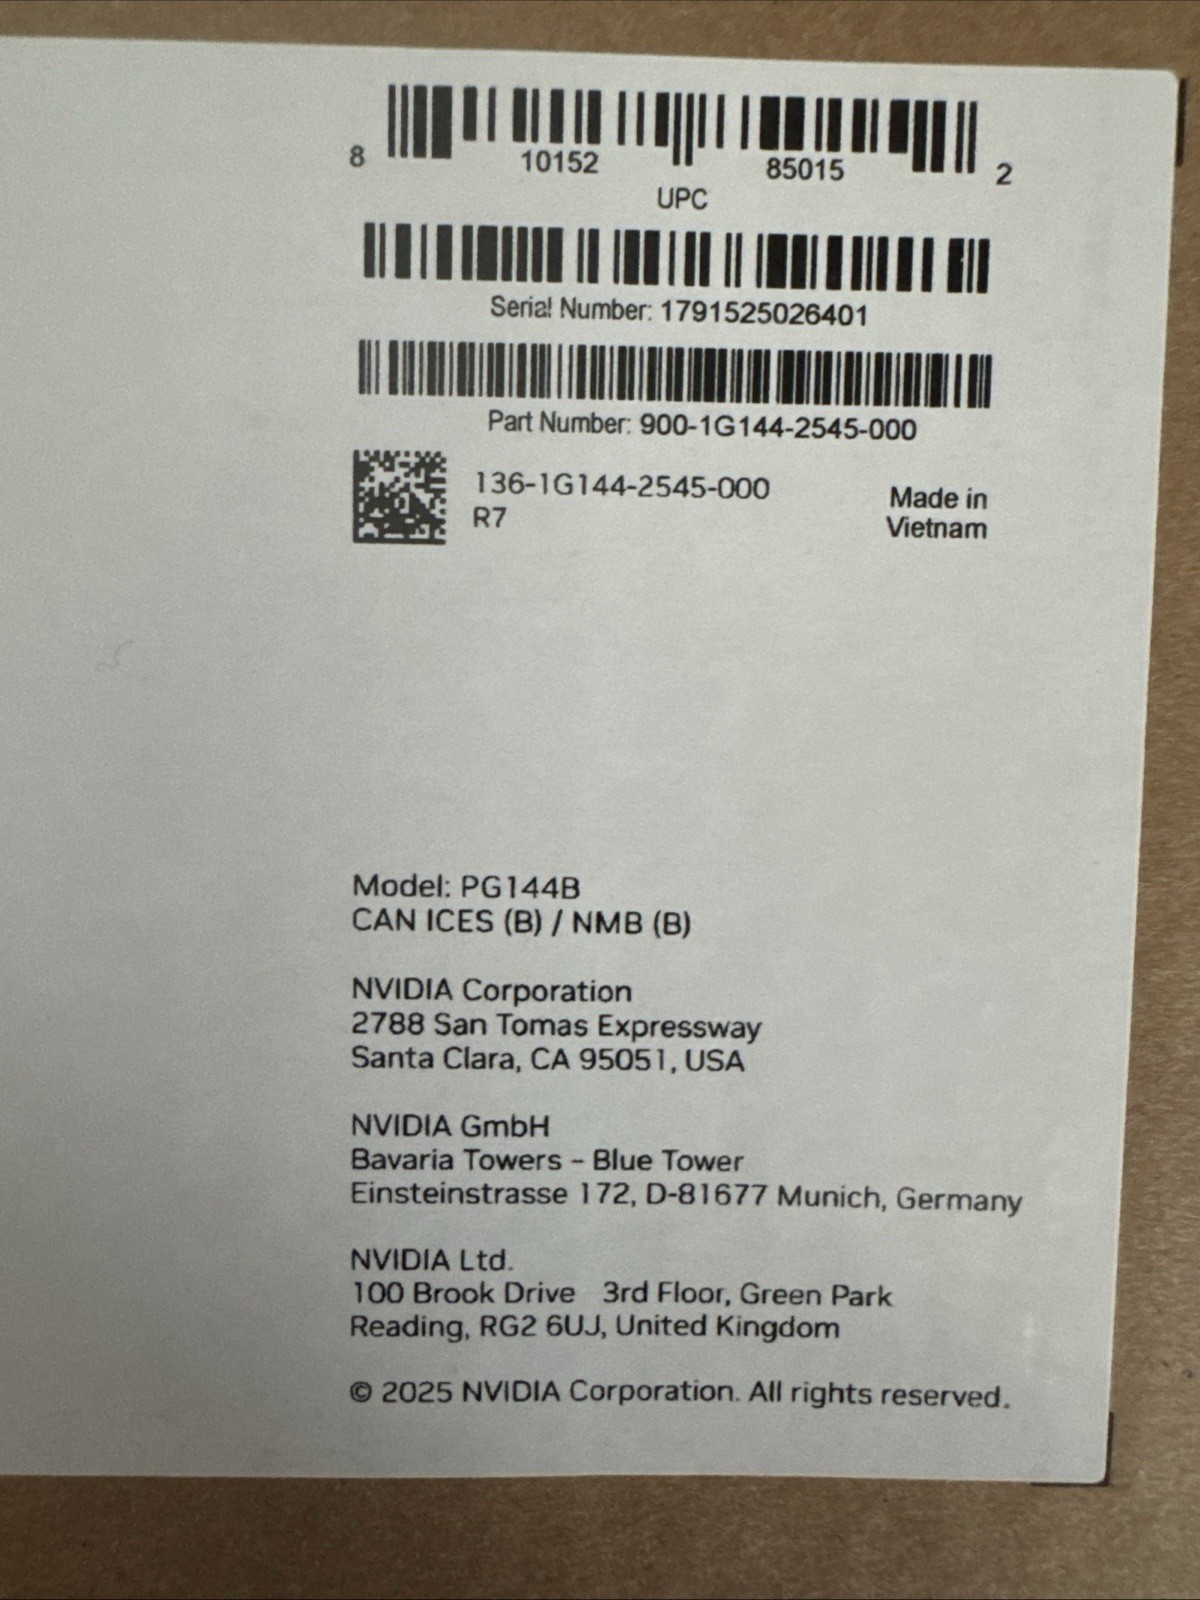 8 10152 85015 2
UPC
Serial Number: 1791525026401
Part Number: 900-1G144-2545-000
136-1G144-2545-000
R7
Made in
Vietnam
Model: PG144B
CAN ICES (B) / NMB (B)
NVIDIA Corporation
2788 San Tomas Expressway
Santa Clara, CA 95051, USA
NVIDIA GmbH
Bavaria Towers – Blue Tower
Einsteinstrasse 172, D-81677 Munich, Germany
NVIDIA Ltd.
100 Brook Drive 3rd Floor, Green Park
Reading, RG2 6UJ, United Kingdom
© 2025 NVIDIA Corporation. All rights reserved.